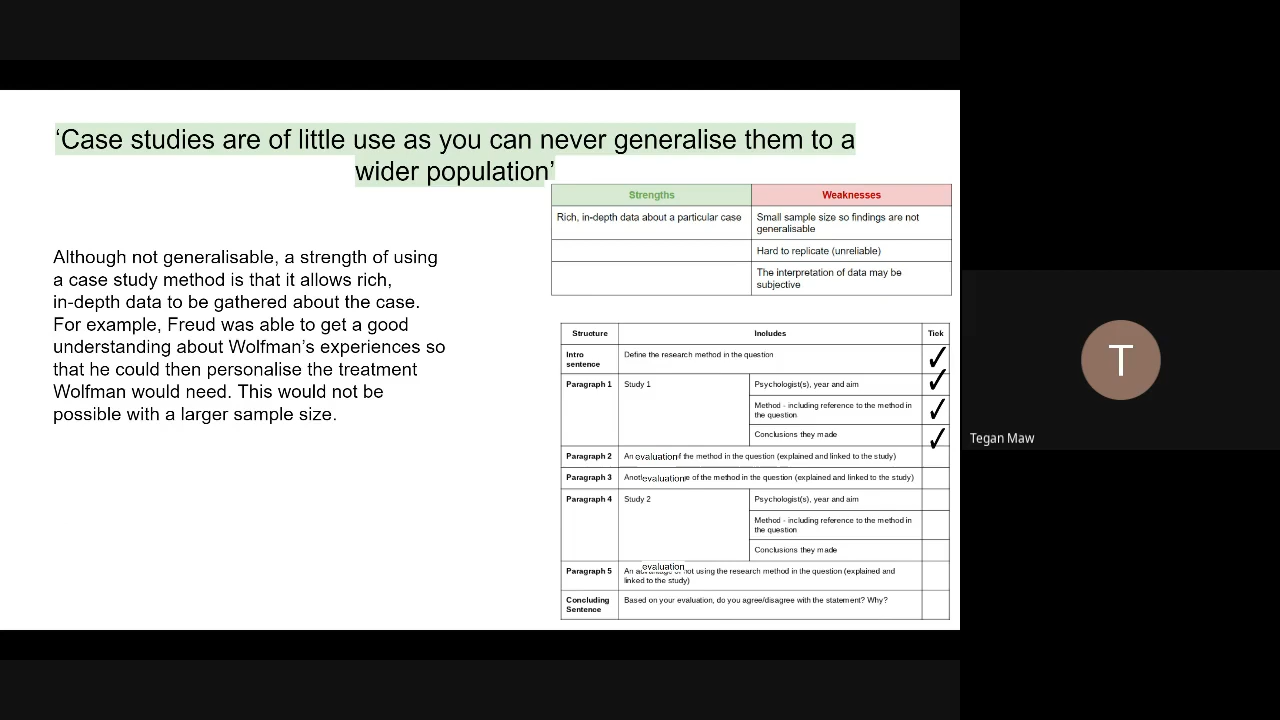 ‘Case studies are of little use as you can never generalise them to a
wider population’
Strengths Weaknesses
Rich, in-depth data about a particular case Small sample size so findings are not
generalisable
Hard to replicate (unreliable)
The interpretation of data may be
subjective
Although not generalisable, a strength of using
a case study method is that it allows rich,
in-depth data to be gathered about the case.
For example, Freud was able to get a good
understanding about Wolfman’s experiences so
that he could then personalise the treatment
Wolfman would need. This would not be
possible with a larger sample size.
Structure Includes Tick
Intro
sentence
Define the research method in the question ✓
Paragraph 1 Study 1 Psychologist(s), year and aim ✓
Method - including reference to the method in
the question ✓
Conclusions they made ✓
Paragraph 2 An evaluation of the method in the question (explained and linked to the study)
Paragraph 3 evaluation of the method in the question (explained and linked to the study)
Paragraph 4 Study 2 Psychologist(s), year and aim
Method - including reference to the method in
the question
Conclusions they made
evaluation
Paragraph 5 An not using the research method in the question (explained and
linked to the study)
Concluding
Sentence
Based on your evaluation, do you agree/disagree with the statement? Why?
T
Tegan Maw